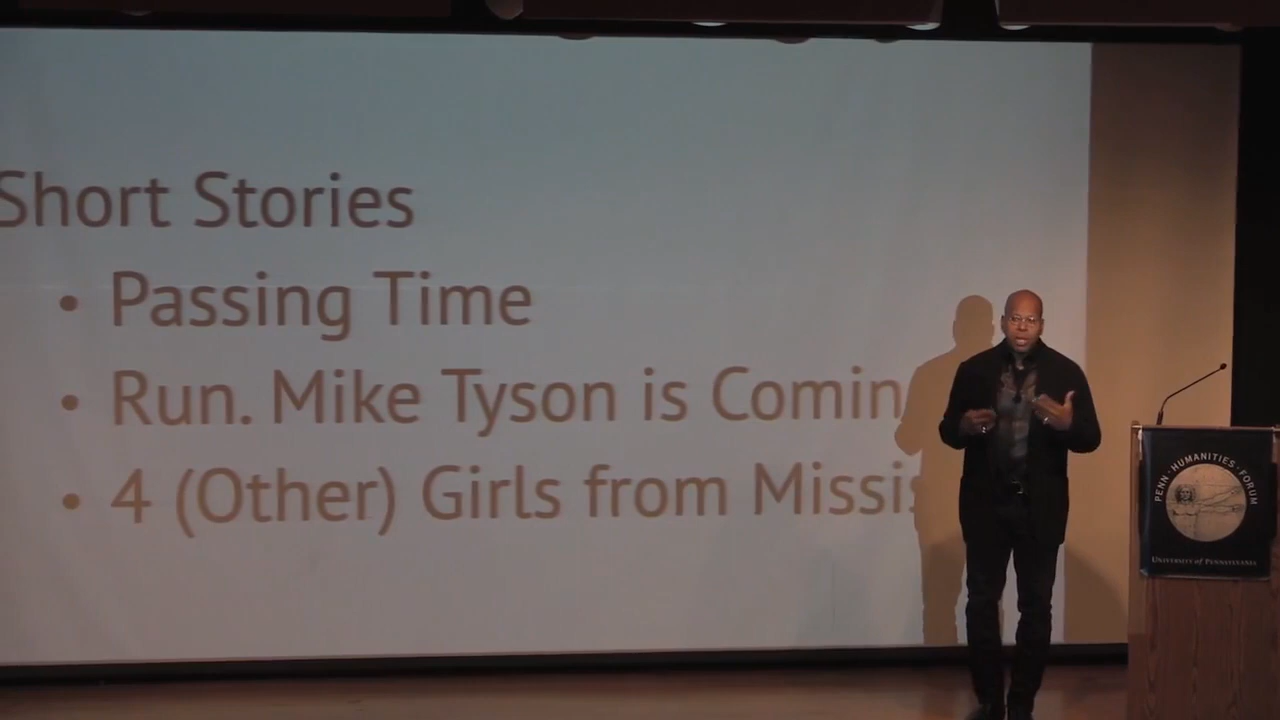 Short Stories
• Passing Time
• Run. Mike Tyson is Comin
• 4 (Other) Girls from Missis
PENN · HUMANITIES · FORUM
UNIVERSITY of PENNSYLVANIA